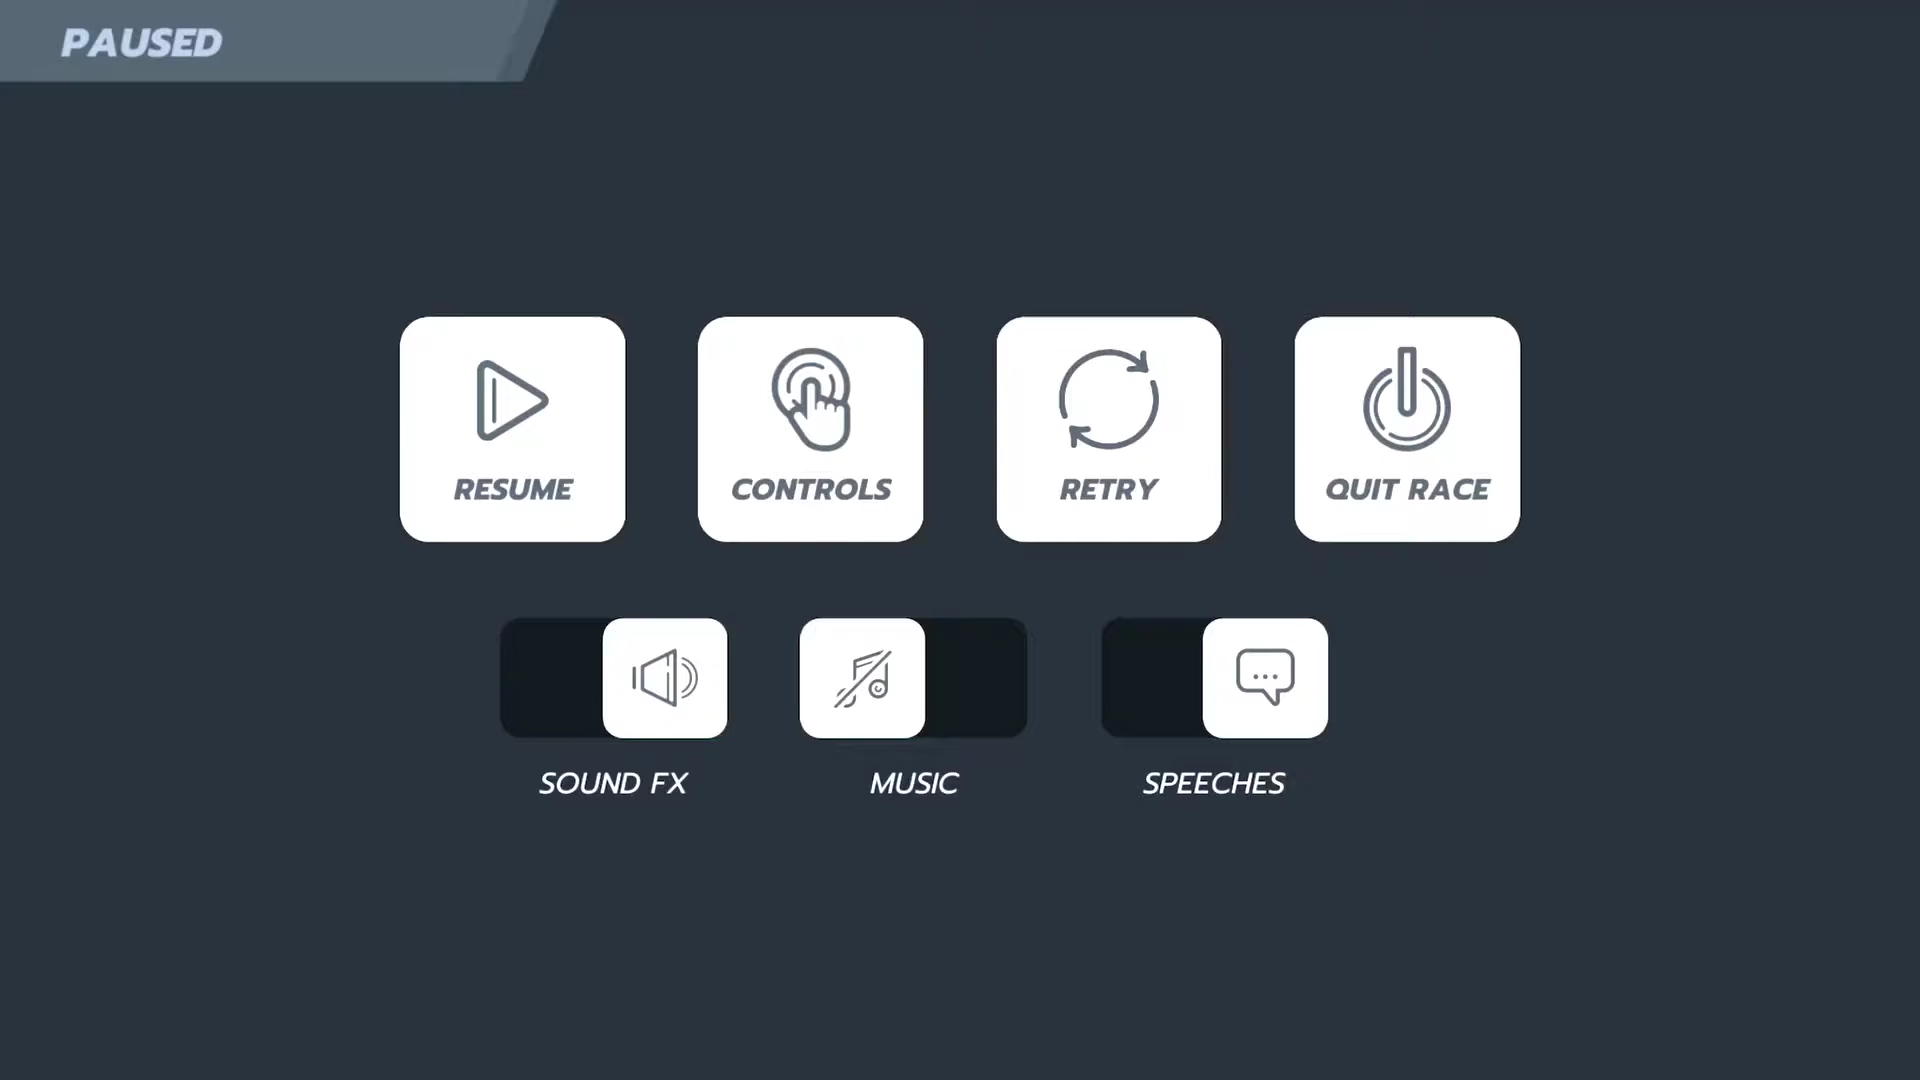 PAUSED
RESUME
CONTROLS
RETRY
QUIT RACE
SOUND FX
MUSIC
SPEECHES